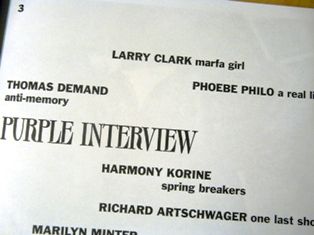 3
LARRY CLARK marfa girl
THOMAS DEMAND
anti-memory
PHOEBE PHILO a real li
PURPLE INTERVIEW
HARMONY KORINE
spring breakers
RICHARD ARTSCHWAGER one last sho
MARILYN MINTER